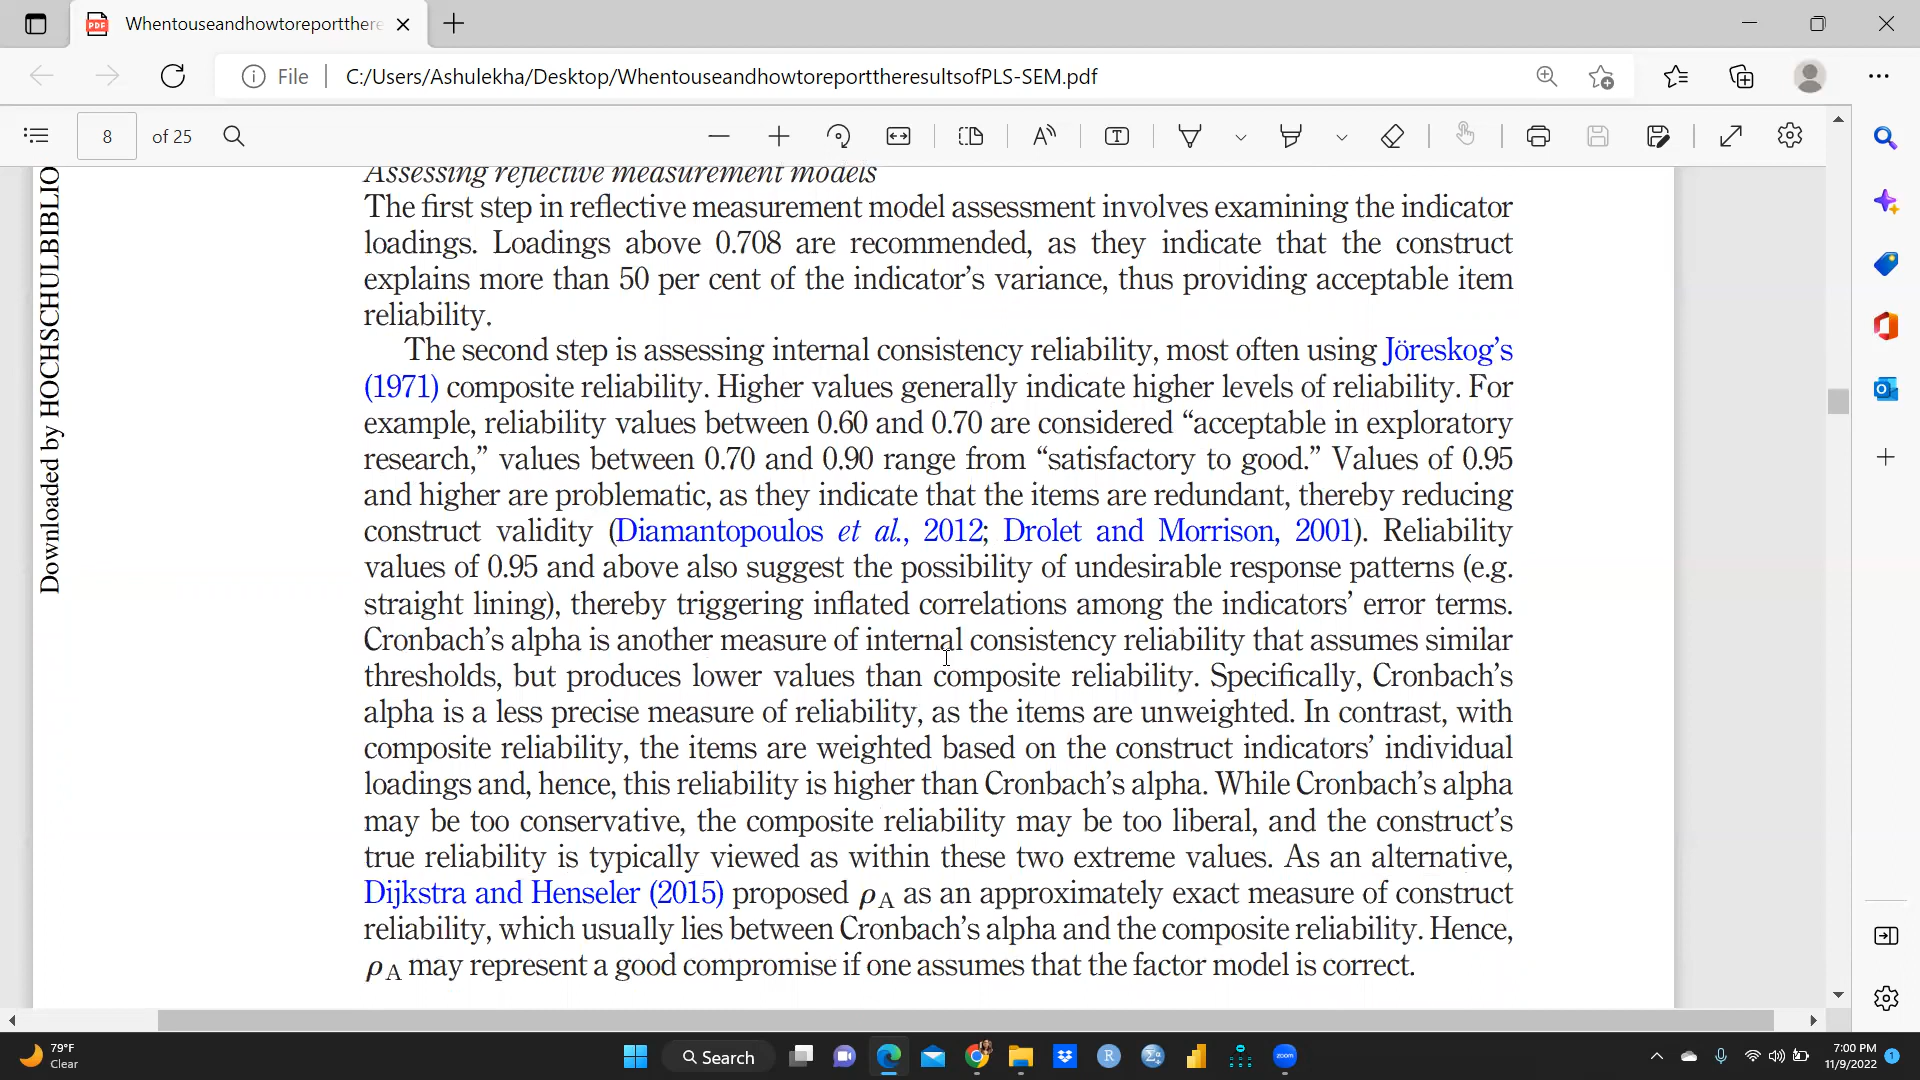 Whentouseandhowtoreportthere
File
C:/Users/Ashulekha/Desktop/WhentouseandhowtoreporttheresultsofPLS-SEM.pdf
8
of 25
Downloaded by HOCHSCHULBIBLIO
Assessing reflective measurement models
The first step in reflective measurement model assessment involves examining the indicator
loadings. Loadings above 0.708 are recommended, as they indicate that the construct
explains more than 50 per cent of the indicator’s variance, thus providing acceptable item
reliability.
The second step is assessing internal consistency reliability, most often using Jöreskog’s
(1971) composite reliability. Higher values generally indicate higher levels of reliability. For
example, reliability values between 0.60 and 0.70 are considered “acceptable in exploratory
research,” values between 0.70 and 0.90 range from “satisfactory to good.” Values of 0.95
and higher are problematic, as they indicate that the items are redundant, thereby reducing
construct validity (Diamantopoulos et al., 2012; Drolet and Morrison, 2001). Reliability
values of 0.95 and above also suggest the possibility of undesirable response patterns (e.g.
straight lining), thereby triggering inflated correlations among the indicators’ error terms.
Cronbach’s alpha is another measure of internal consistency reliability that assumes similar
thresholds, but produces lower values than composite reliability. Specifically, Cronbach’s
alpha is a less precise measure of reliability, as the items are unweighted. In contrast, with
composite reliability, the items are weighted based on the construct indicators’ individual
loadings and, hence, this reliability is higher than Cronbach’s alpha. While Cronbach’s alpha
may be too conservative, the composite reliability may be too liberal, and the construct’s
true reliability is typically viewed as within these two extreme values. As an alternative,
Dijkstra and Henseler (2015) proposed ρA as an approximately exact measure of construct
reliability, which usually lies between Cronbach’s alpha and the composite reliability. Hence,
ρA may represent a good compromise if one assumes that the factor model is correct.
79°F
Clear
Search
zoom
7:00 PM
11/9/2022
1